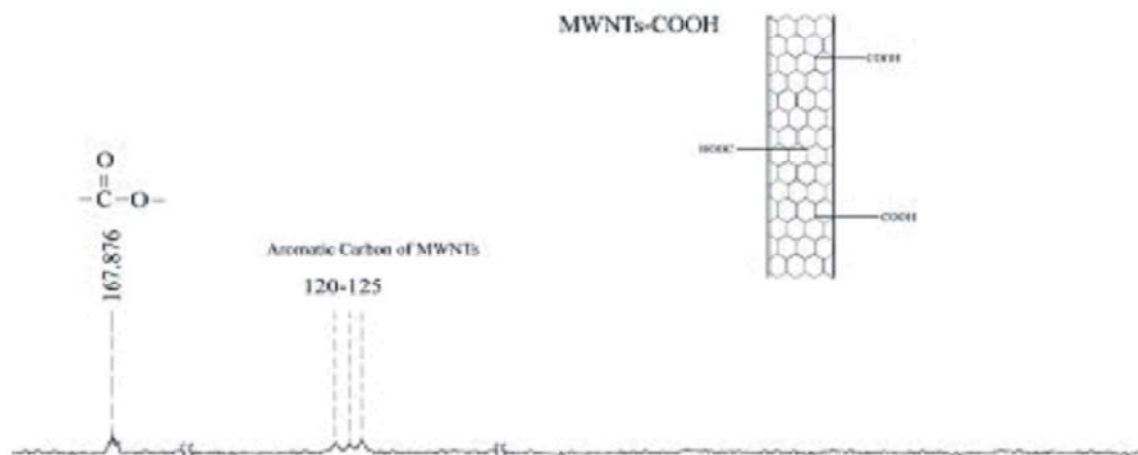 MWNTs-COOH
COOH
HOOC
COOH
O
C-O-
167.876
Aromatic Carbon of MWNTs
120-125